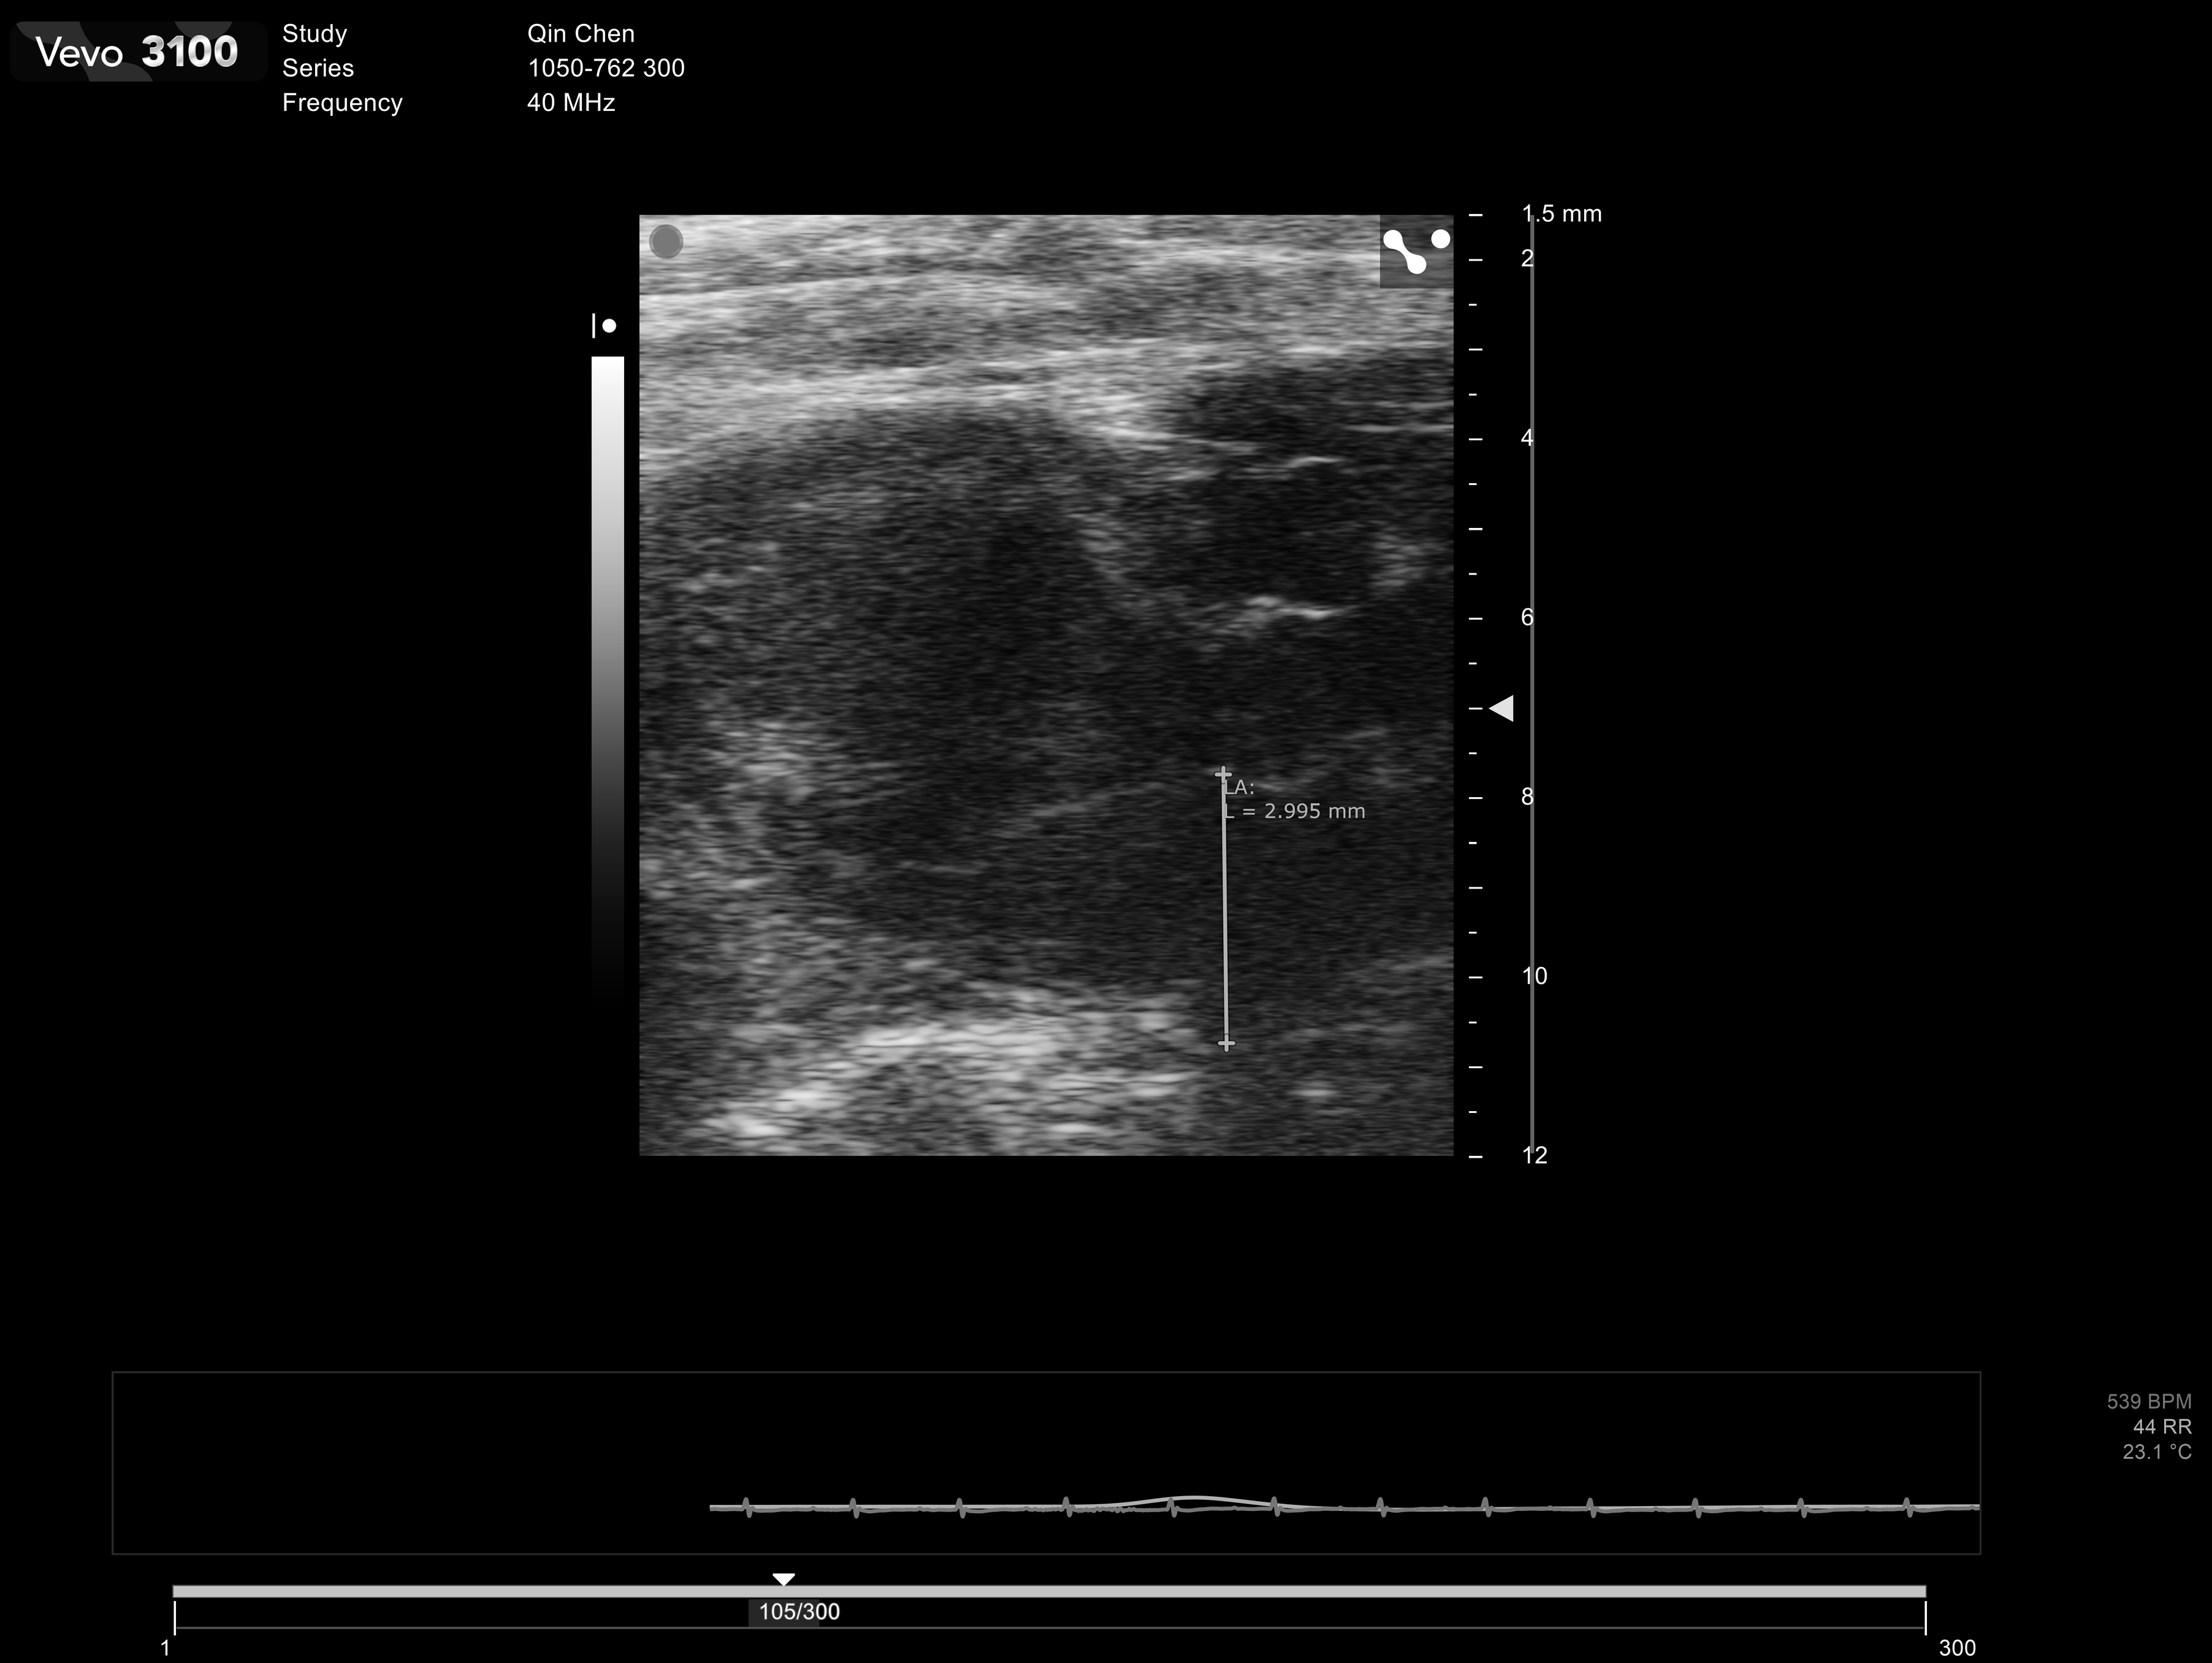 Vevo 3100
Study Qin Chen
Series 1050-762 300
Frequency 40 MHz
1.5 mm
2
4
6
LA:
8
L = 2.995 mm
10
12
539 BPM
44 RR
23.1 °C
105/300
1 300